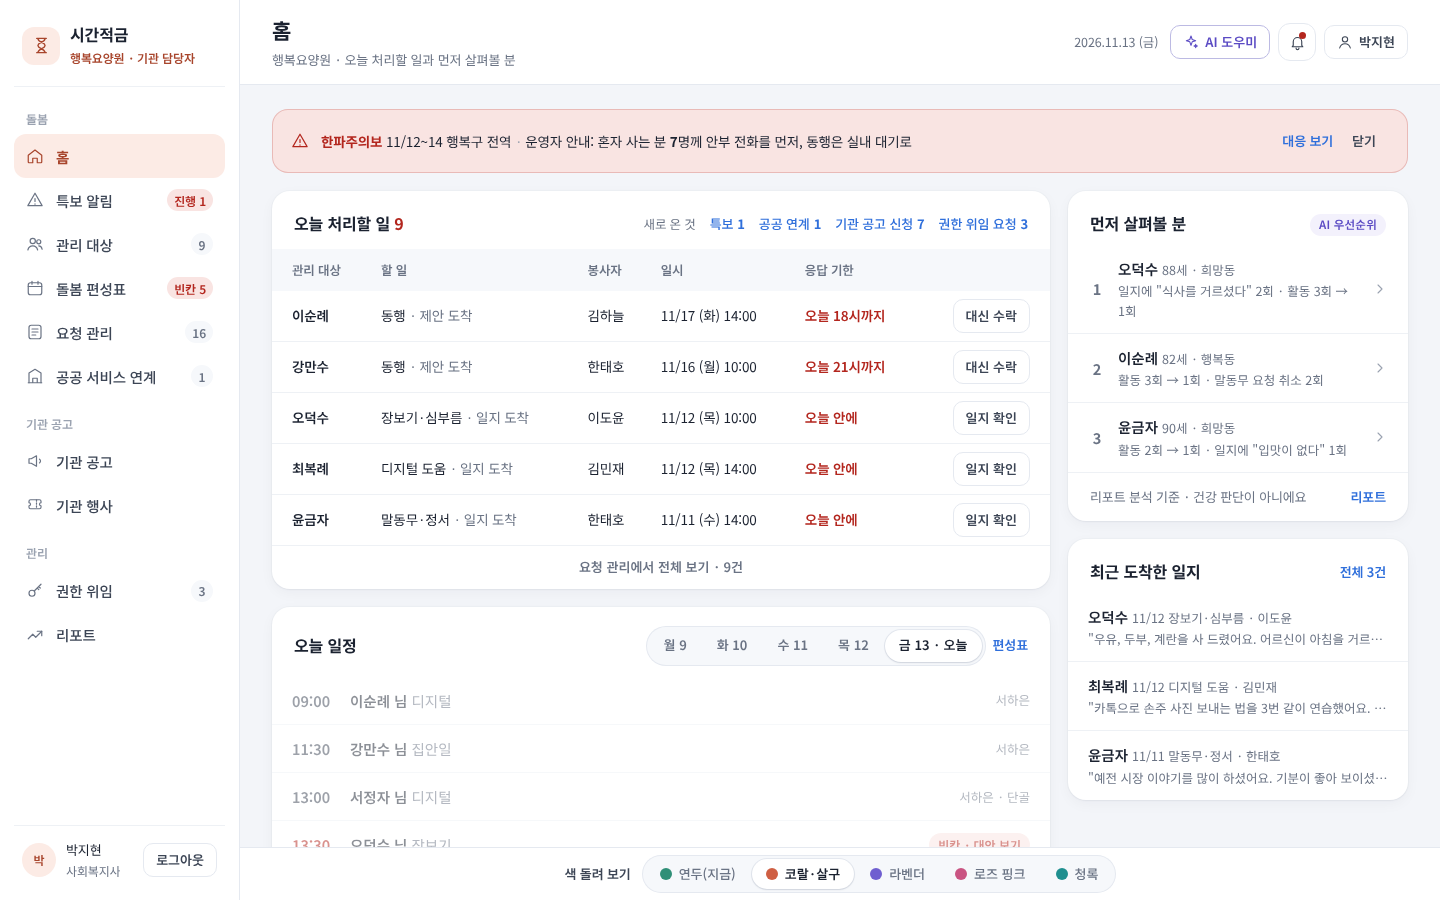 시간적금
행복요양원 · 기관 담당자
돌봄
홈
특보 알림 진행 1
관리 대상 9
돌봄 편성표 빈칸 5
요청 관리 16
공공 서비스 연계 1
기관 공고
기관 공고
기관 행사
관리
권한 위임 3
리포트
박
박지현
사회복지사
로그아웃
홈
행복요양원 · 오늘 처리할 일과 먼저 살펴볼 분
2026.11.13 (금)
AI 도우미
박지현
한파주의보 11/12~14 행복구 전역 · 운영자 안내: 혼자 사는 분 7명께 안부 전화를 먼저, 동행은 실내 대기로
대응 보기 닫기
오늘 처리할 일 9
새로 온 것 특보 1 공공 연계 1 기관 공고 신청 7 권한 위임 요청 3
관리 대상 할 일 봉사자 일시 응답 기한
이순례 동행 · 제안 도착 김하늘 11/17 (화) 14:00 오늘 18시까지 대신 수락
강만수 동행 · 제안 도착 한태호 11/16 (월) 10:00 오늘 21시까지 대신 수락
오덕수 장보기·심부름 · 일지 도착 이도윤 11/12 (목) 10:00 오늘 안에 일지 확인
최복례 디지털 도움 · 일지 도착 김민재 11/12 (목) 14:00 오늘 안에 일지 확인
윤금자 말동무·정서 · 일지 도착 한태호 11/11 (수) 14:00 오늘 안에 일지 확인
요청 관리에서 전체 보기 · 9건
오늘 일정
월 9 화 10 수 11 목 12 금 13 · 오늘 편성표
09:00 이순례 님 디지털 서하은
11:30 강만수 님 집안일 서하은
13:00 서정자 님 디지털 서하은 · 단골
13:30 오덕수 님 장보기 빈칸 · 대안 보기
먼저 살펴볼 분
AI 우선순위
1
오덕수 88세 · 희망동
일지에 "식사를 거르셨다" 2회 · 활동 3회 →
1회
2
이순례 82세 · 행복동
활동 3회 → 1회 · 말동무 요청 취소 2회
3
윤금자 90세 · 희망동
활동 2회 → 1회 · 일지에 "입맛이 없다" 1회
리포트 분석 기준 · 건강 판단이 아니에요 리포트
최근 도착한 일지 전체 3건
오덕수 11/12 장보기·심부름 · 이도윤
"우유, 두부, 계란을 사 드렸어요. 어르신이 아침을 거르…
최복례 11/12 디지털 도움 · 김민재
"카톡으로 손주 사진 보내는 법을 3번 같이 연습했어요. …
윤금자 11/11 말동무·정서 · 한태호
"예전 시장 이야기를 많이 하셨어요. 기분이 좋아 보이셨…
색 돌려 보기 연두(지금) 코랄·살구 라벤더 로즈 핑크 청록